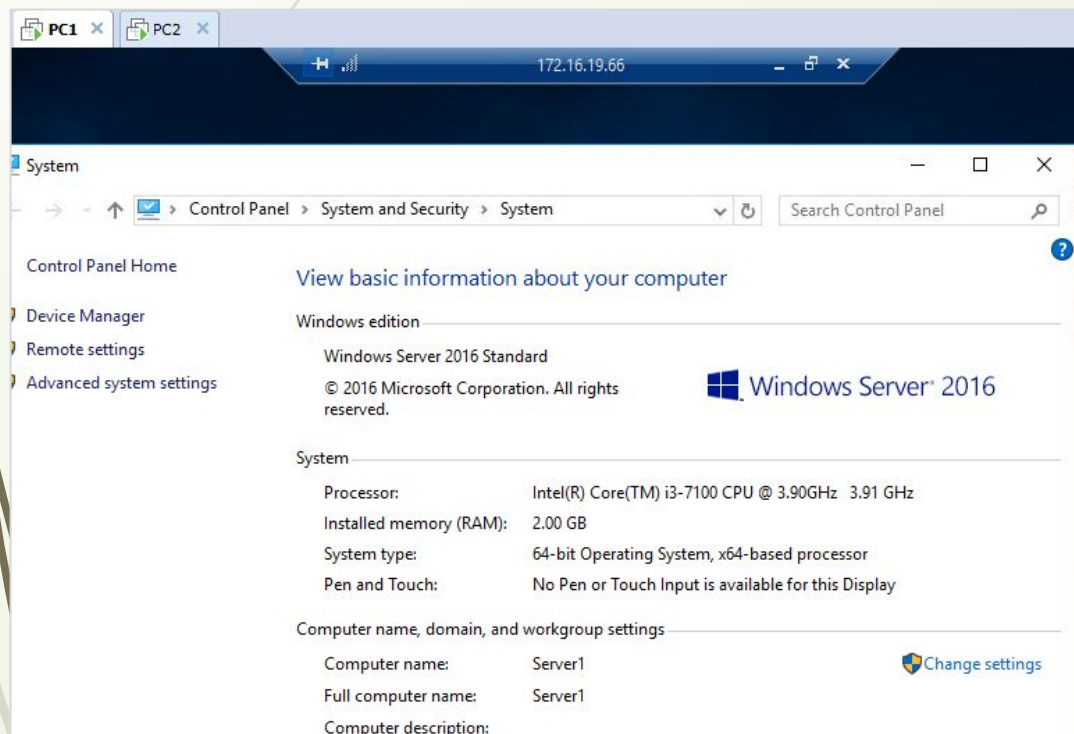 PC1 PC2
172.16.19.66
System
Control Panel > System and Security > System Search Control Panel
Control Panel Home
Device Manager
Remote settings
Advanced system settings
View basic information about your computer
Windows edition
Windows Server 2016 Standard
© 2016 Microsoft Corporation. All rights
reserved.
Windows Server® 2016
System
Processor: Intel(R) Core(TM) i3-7100 CPU @ 3.90GHz 3.91 GHz
Installed memory (RAM): 2.00 GB
System type: 64-bit Operating System, x64-based processor
Pen and Touch: No Pen or Touch Input is available for this Display
Computer name, domain, and workgroup settings
Computer name: Server1 Change settings
Full computer name: Server1
Computer description: